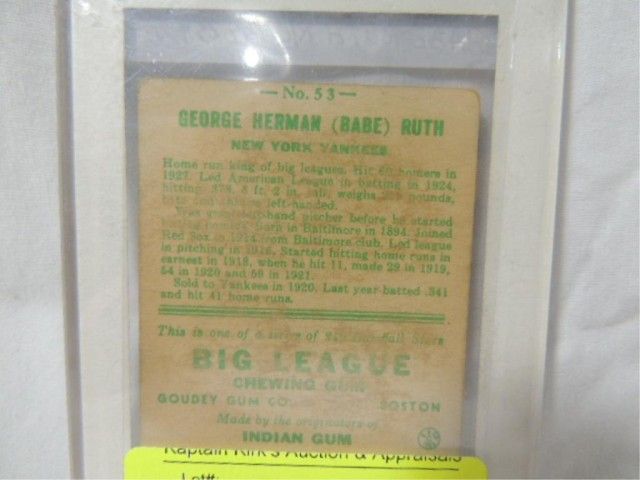 — No. 53 —
GEORGE HERMAN (BABE) RUTH
NEW YORK YANKEES
Home run king of big leagues. Hit 60 homers in
1927. Led American League in batting in 1924,
hitting .378. 6 ft. 2 in. tall, weighs pounds,
left-handed.
hand pitcher before he started
Born in Baltimore in 1894. Joined
Red Sox in 1914 from Baltimore club. Led league
in pitching in 1916. Started hitting home runs in
earnest in 1918, when he hit 11, made 29 in 1919,
54 in 1920 and 59 in 1921.
Sold to Yankees in 1920. Last year batted .341
and hit 41 home runs.
This is one of a series of Stars
BIG LEAGUE
CHEWING GUM
GOUDEY GUM CO. BOSTON
Made by the originators of
INDIAN GUM
Kaptain Kirk's Auction & Appraisals
Lot#: